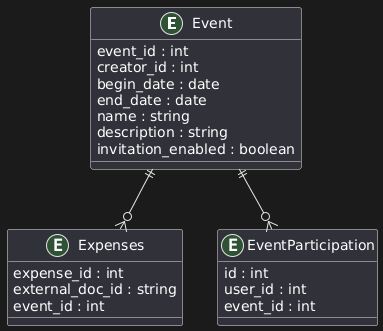 E Event
event_id : int
creator_id : int
begin_date : date
end_date : date
name : string
description : string
invitation_enabled : boolean
E Expenses
expense_id : int
external_doc_id : string
event_id : int
E EventParticipation
id : int
user_id : int
event_id : int